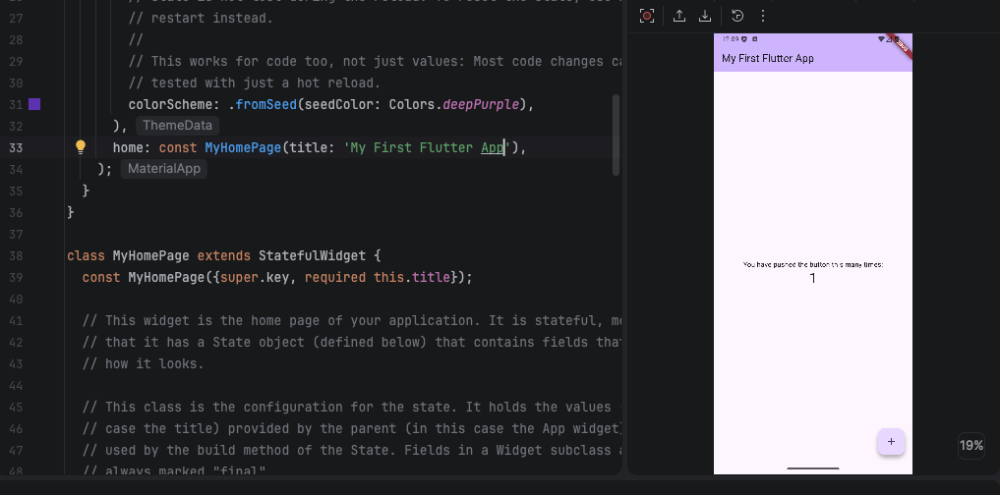 27 // restart instead.
28 //
29 // This works for code too, not just values: Most code changes ca
30 // tested with just a hot reload.
31 colorScheme: .fromSeed(seedColor: Colors.deepPurple),
32 ), ThemeData
33 home: const MyHomePage(title: 'My First Flutter App'),
34 ); MaterialApp
35 }
36 }
37
38 class MyHomePage extends StatefulWidget {
39 const MyHomePage({super.key, required this.title});
40
41 // This widget is the home page of your application. It is stateful, me
42 // that it has a State object (defined below) that contains fields that
43 // how it looks.
44
45 // This class is the configuration for the state. It holds the values
46 // case the title) provided by the parent (in this case the App widget)
47 // used by the build method of the State. Fields in a Widget subclass a
48 // always marked "final"
12:09
My First Flutter App
You have pushed the button this many times:
1
+
19%